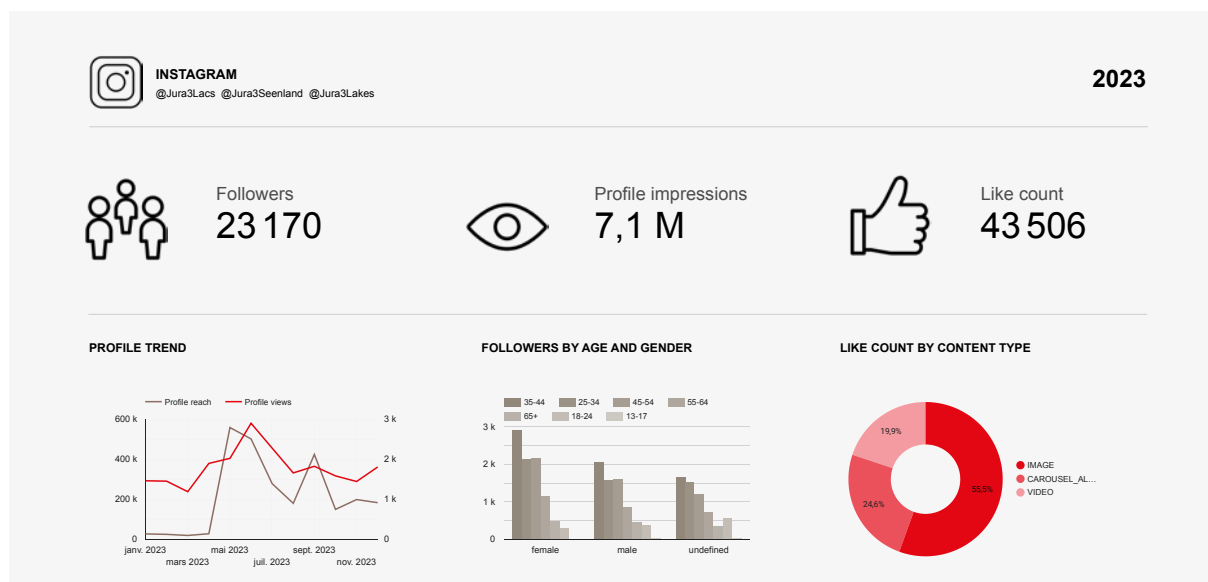 INSTAGRAM
@Jura3Lacs @Jura3Seenland @Jura3Lakes
2023
Followers
23 170
Profile impressions
7,1 M
Like count
43 506
PROFILE TREND
Profile reach
Profile views
600 k
400 k
200 k
0
3 k
2 k
1 k
0
janv. 2023
mai 2023
sept. 2023
mars 2023
juil. 2023
nov. 2023
FOLLOWERS BY AGE AND GENDER
35-44
25-34
45-54
55-64
65+
18-24
13-17
3 k
2 k
1 k
0
female
male
undefined
LIKE COUNT BY CONTENT TYPE
19,9%
24,6%
55,5%
IMAGE
CAROUSEL_AL...
VIDEO